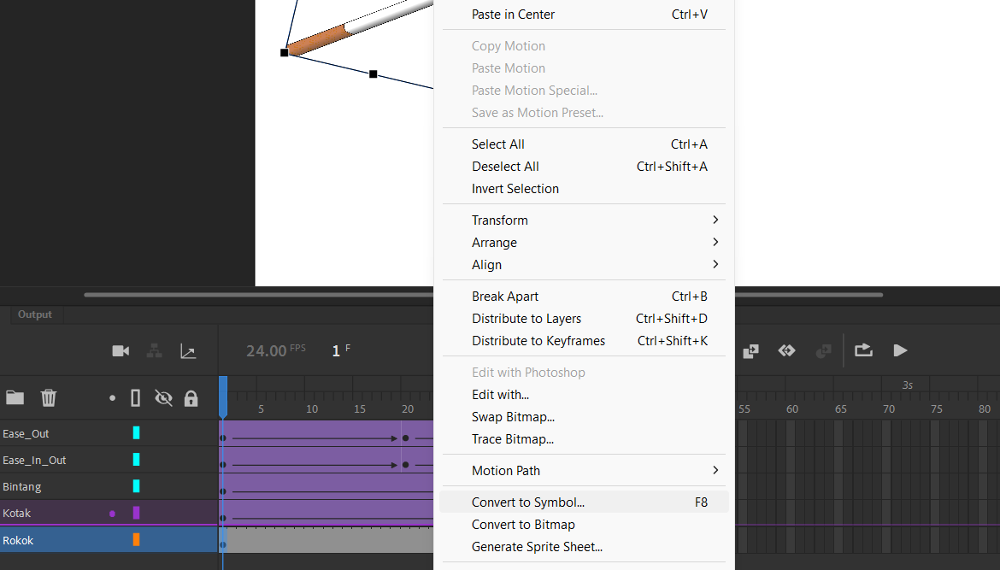 Paste in Center Ctrl+V
Copy Motion
Paste Motion
Paste Motion Special...
Save as Motion Preset...
Select All Ctrl+A
Deselect All Ctrl+Shift+A
Invert Selection
Transform
Arrange
Align
Break Apart Ctrl+B
Distribute to Layers Ctrl+Shift+D
Distribute to Keyframes Ctrl+Shift+K
Edit with Photoshop
Edit with...
Swap Bitmap...
Trace Bitmap...
Motion Path
Convert to Symbol... F8
Convert to Bitmap
Generate Sprite Sheet...
Output
24.00 FPS 1 F
3s
5 10 15 20 55 60 65 70 75 80
Ease_Out
Ease_In_Out
Bintang
Kotak
Rokok